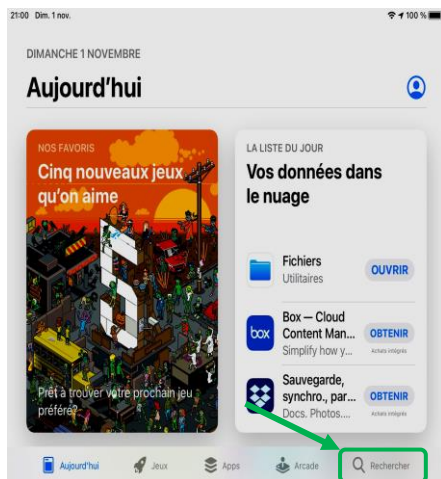 21:00 Dim. 1 nov.
100 %
DIMANCHE 1 NOVEMBRE
Aujourd'hui
NOS FAVORIS
Cinq nouveaux jeux
qu'on aime
Prêt à trouver votre prochain jeu
préféré?
LA LISTE DU JOUR
Vos données dans
le nuage
Fichiers
Utilitaires
OUVRIR
box
Box — Cloud
Content Man...
Simplify how y...
OBTENIR
Achats intégrés
Sauvegarde,
synchro., par...
Docs. Photos....
OBTENIR
Achats intégrés
Aujourd'hui
Jeux
Apps
Arcade
Rechercher